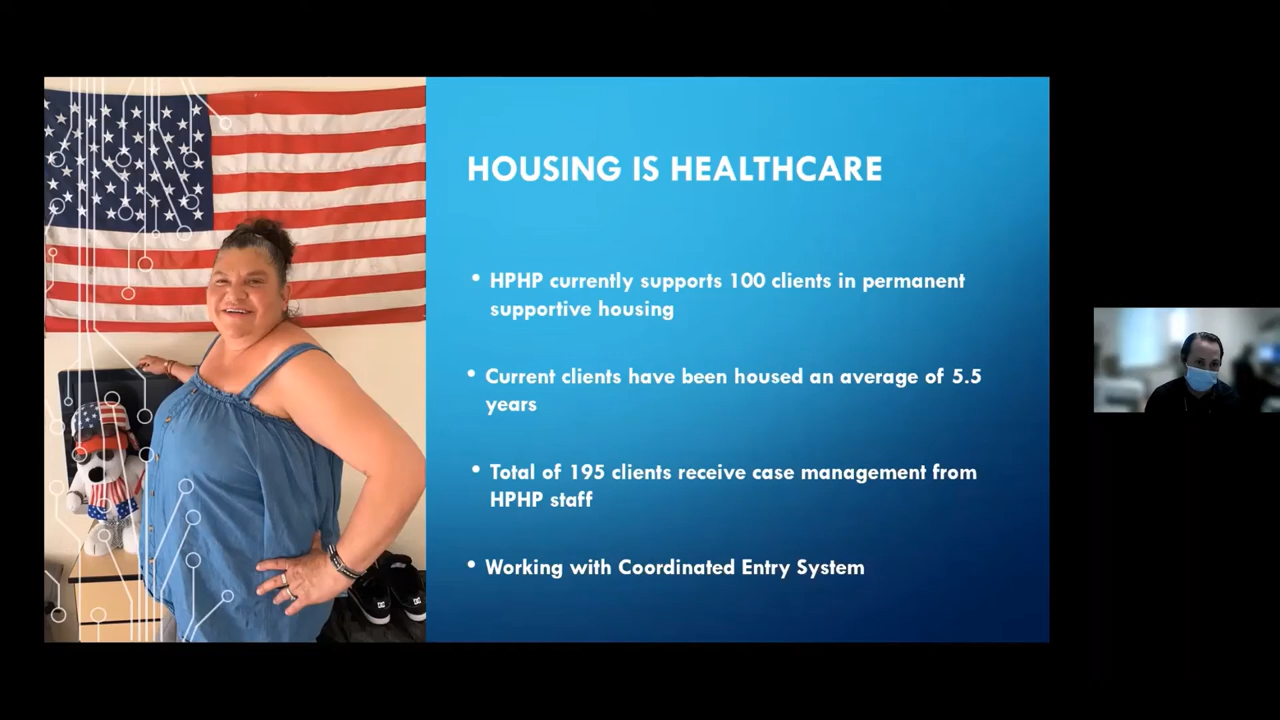 HOUSING IS HEALTHCARE
• HPHP currently supports 100 clients in permanent
supportive housing
• Current clients have been housed an average of 5.5
years
• Total of 195 clients receive case management from
HPHP staff
• Working with Coordinated Entry System